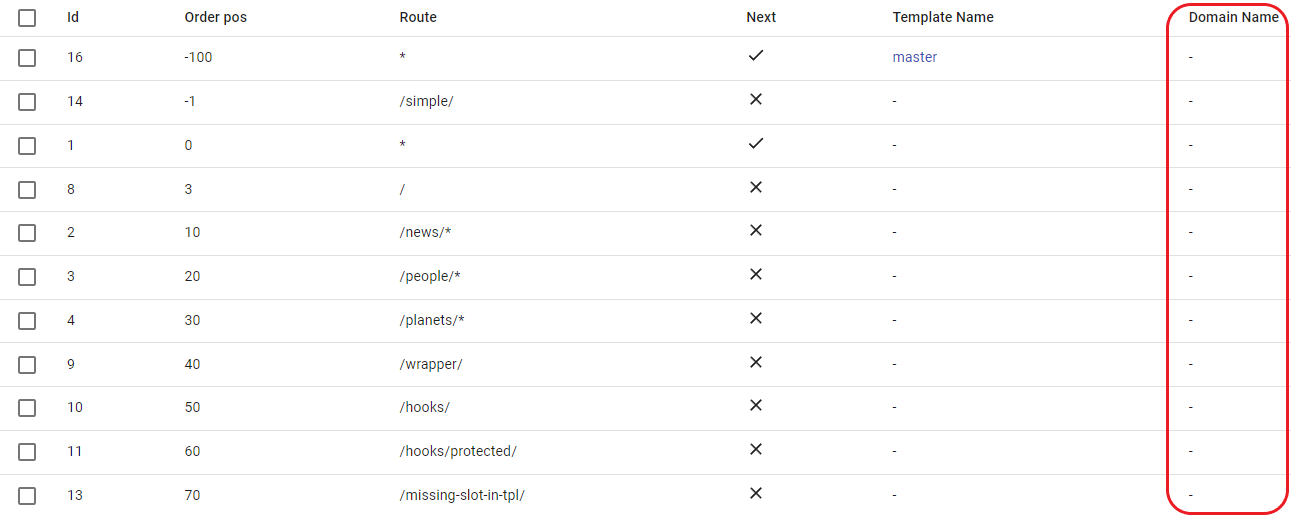 Id Order pos Route Next Template Name Domain Name
16 -100 * master -
14 -1 /simple/ - -
1 0 * - -
8 3 / - -
2 10 /news/* - -
3 20 /people/* - -
4 30 /planets/* - -
9 40 /wrapper/ - -
10 50 /hooks/ - -
11 60 /hooks/protected/ - -
13 70 /missing-slot-in-tpl/ - -